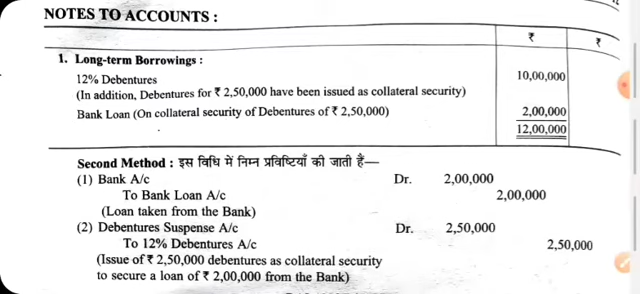 NOTES TO ACCOUNTS :
₹ ₹
1. Long-term Borrowings :
12% Debentures 10,00,000
(In addition, Debentures for ₹ 2,50,000 have been issued as collateral security)
Bank Loan (On collateral security of Debentures of ₹ 2,50,000) 2,00,000
12,00,000
Second Method : इस विधि में निम्न प्रविष्टियाँ की जाती हैं—
(1) Bank A/c Dr. 2,00,000
To Bank Loan A/c 2,00,000
(Loan taken from the Bank)
(2) Debentures Suspense A/c Dr. 2,50,000
To 12% Debentures A/c 2,50,000
(Issue of ₹ 2,50,000 debentures as collateral security
to secure a loan of ₹ 2,00,000 from the Bank)